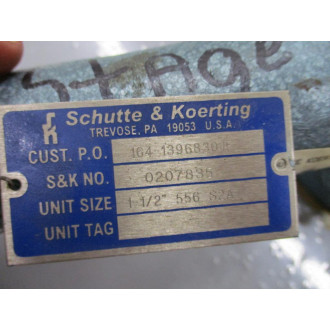 Stage
Schutte & Koerting
TREVOSE, PA 19053 U.S.A.
CUST. P.O.
S&K NO. 0207835
UNIT SIZE 1 1/2" 556
UNIT TAG